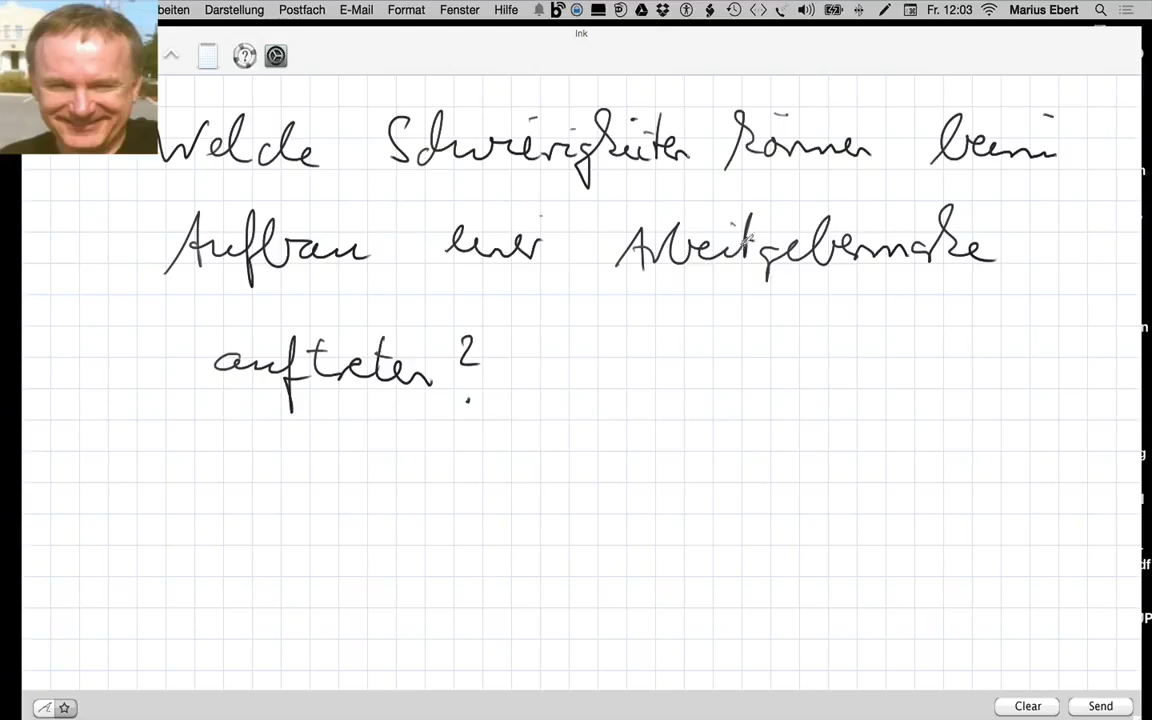 beiten Darstellung Postfach E-Mail Format Fenster Hilfe Fr. 12:03 Marius Ebert
Ink
Welche Schwierigkeiten können beim
Aufbau einer Arbeitgebermarke
auftreten ?
Clear Send